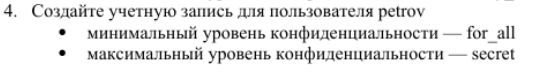 4. Создайте учетную запись для пользователя petrov
• минимальный уровень конфиденциальности — for_all
• максимальный уровень конфиденциальности — secret